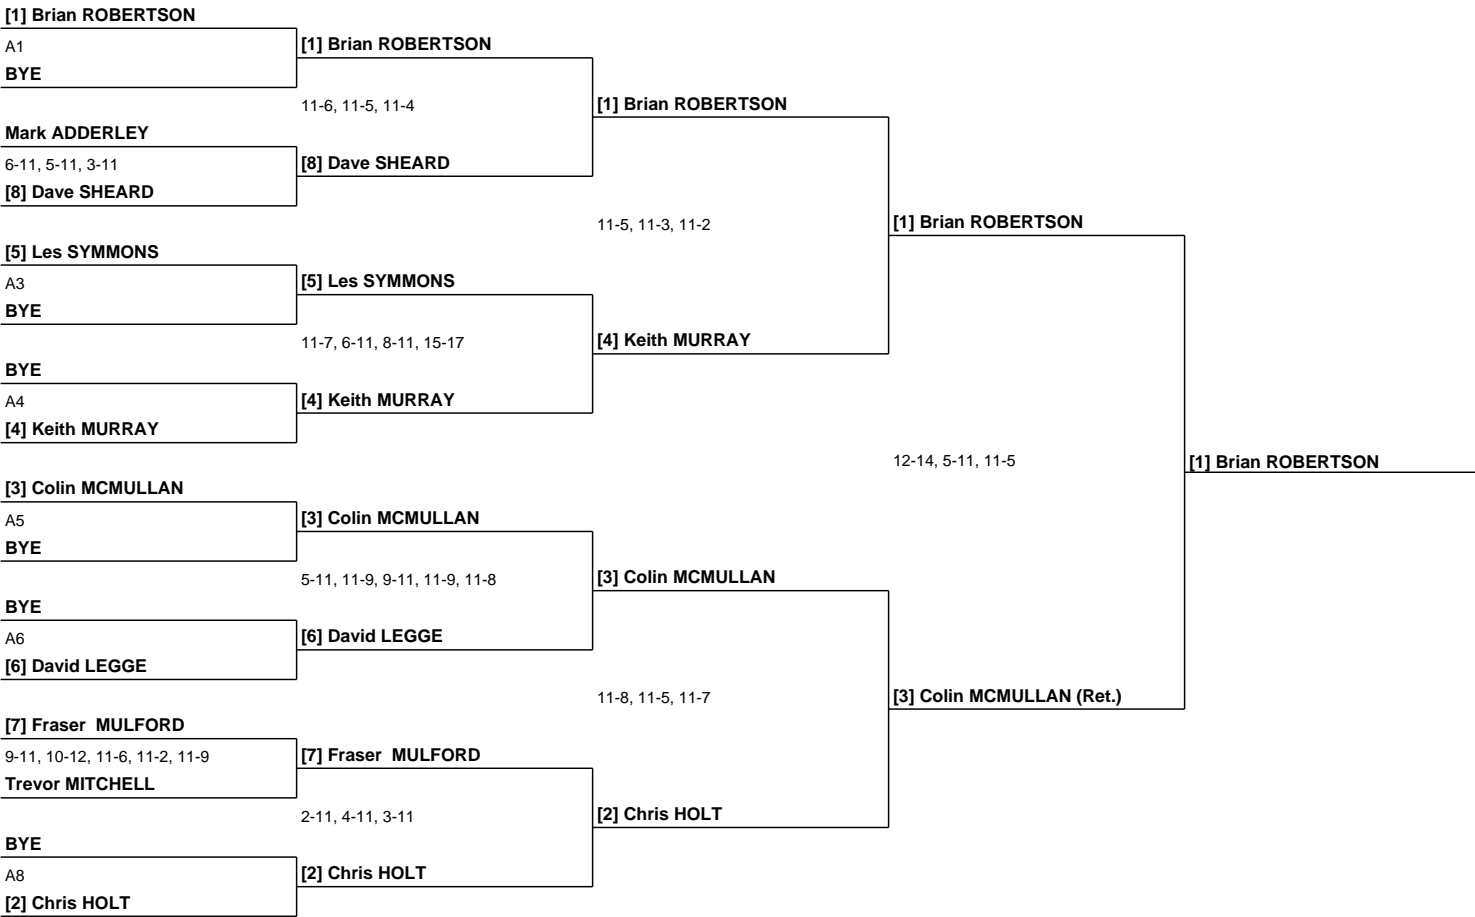 [1] Brian ROBERTSON
A1
BYE
Mark ADDERLEY
6-11, 5-11, 3-11
[8] Dave SHEARD
[5] Les SYMMONS
A3
BYE
BYE
A4
[4] Keith MURRAY
[3] Colin MCMULLAN
A5
BYE
BYE
A6
[6] David LEGGE
[7] Fraser  MULFORD
9-11, 10-12, 11-6, 11-2, 11-9
Trevor MITCHELL
BYE
A8
[2] Chris HOLT
[1] Brian ROBERTSON
11-6, 11-5, 11-4
[8] Dave SHEARD
[5] Les SYMMONS
11-7, 6-11, 8-11, 15-17
[4] Keith MURRAY
[3] Colin MCMULLAN
5-11, 11-9, 9-11, 11-9, 11-8
[6] David LEGGE
[7] Fraser  MULFORD
2-11, 4-11, 3-11
[2] Chris HOLT
[1] Brian ROBERTSON
11-5, 11-3, 11-2
[4] Keith MURRAY
[3] Colin MCMULLAN
11-8, 11-5, 11-7
[2] Chris HOLT
[1] Brian ROBERTSON
12-14, 5-11, 11-5
[3] Colin MCMULLAN (Ret.)
[1] Brian ROBERTSON